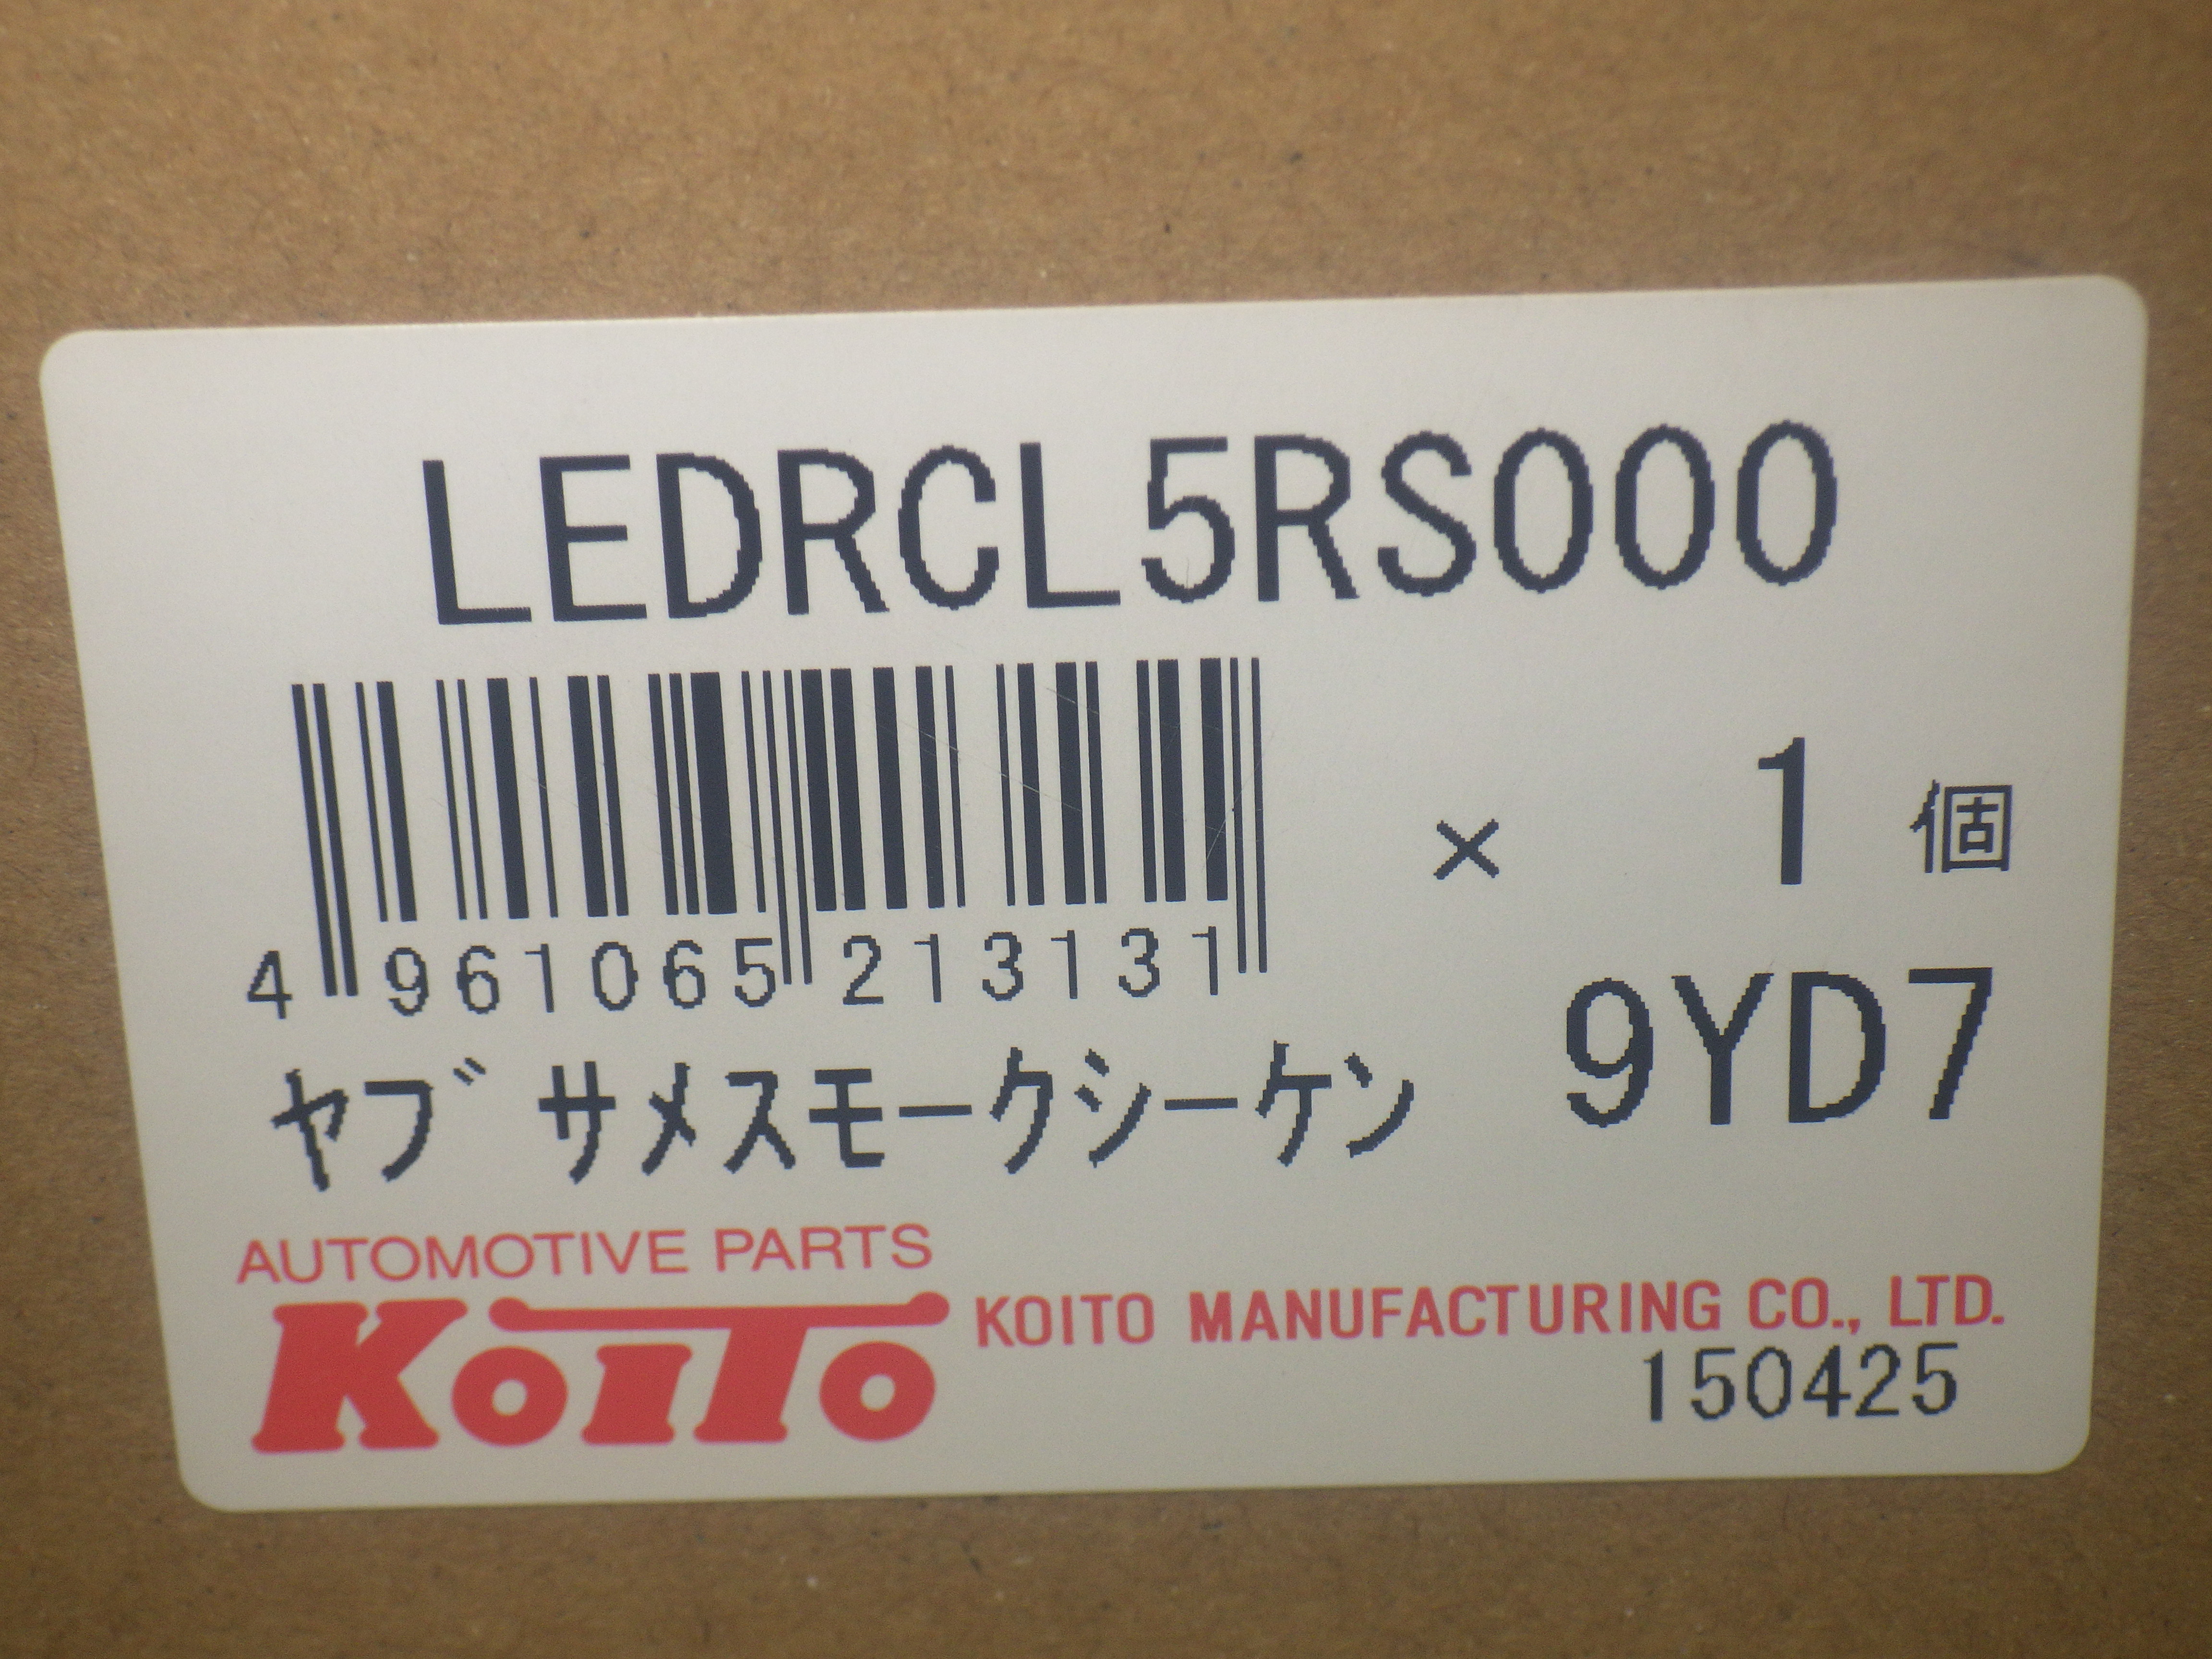 LEDRCL5RS000
× 1 個
4 961065 213131
ﾔﾌﾞｻﾒｽﾓｰｸｼｰｹﾝ 9YD7
AUTOMOTIVE PARTS
KOITO KOITO MANUFACTURING CO., LTD.
150425